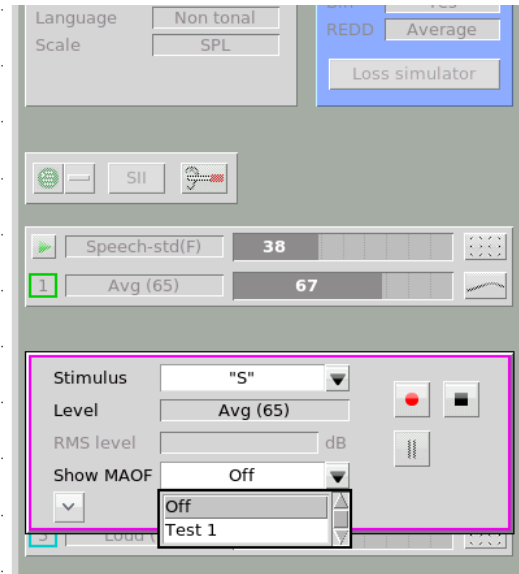 Language Non tonal
Scale SPL
REDD Average
Loss simulator
SII
Speech-std(F) 38
1 Avg (65) 67
Stimulus "S"
Level Avg (65)
RMS level dB
Show MAOF Off
Off
Test 1